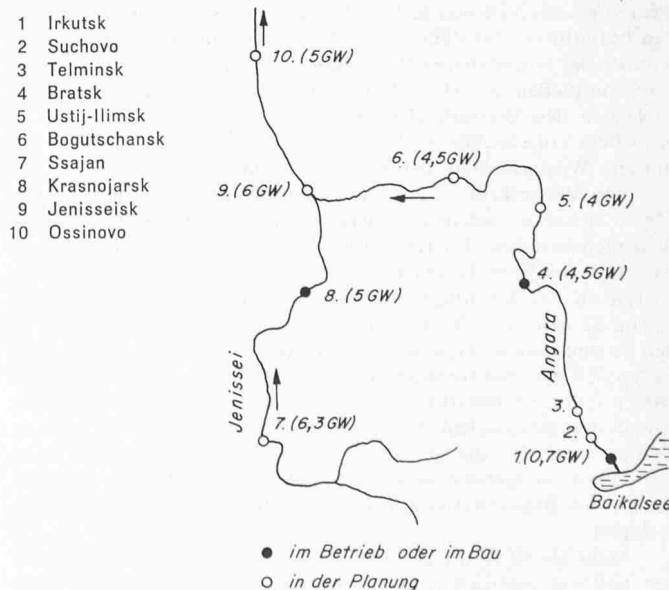 1 Irkutsk
2 Suchovo
3 Telminsk
4 Bratsk
5 Ustij-Ilimsk
6 Bogutschansk
7 Ssajan
8 Krasnojarsk
9 Jenisseisk
10 Ossinovo
10. (5GW)
6. (4,5GW)
9. (6GW)
5. (4GW)
4. (4,5GW)
8. (5GW)
Angara
Jenissei
3.
7. (6,3GW)
2.
1. (0,7GW)
Baikalsee
● im Betrieb oder im Bau
○ in der Planung